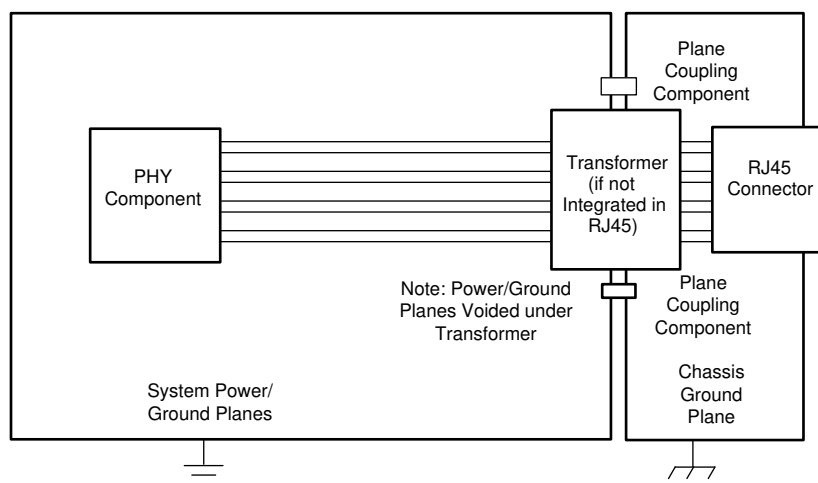 Plane
Coupling
Component
PHY
Component
Transformer
(if not
Integrated in
RJ45)
RJ45
Connector
Note: Power/Ground
Planes Voided under
Transformer
Plane
Coupling
Component
System Power/
Ground Planes
Chassis
Ground
Plane